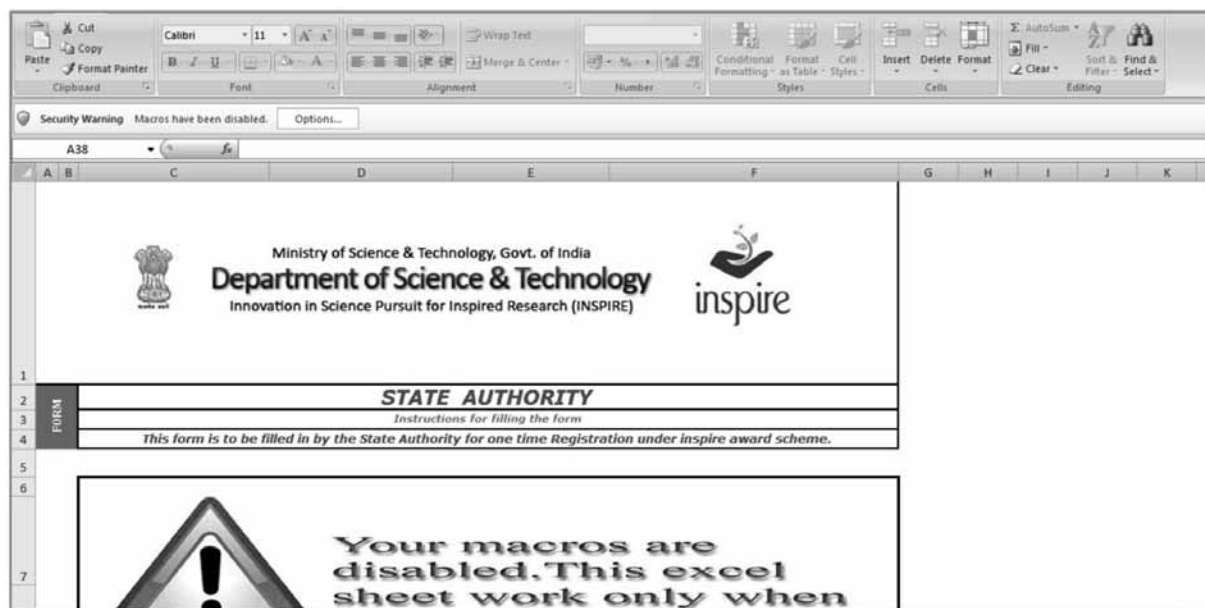 Cut
Copy
Format Painter
Paste
Clipboard
Calibri
11
A A
B I U
A
Font
Wrap Text
Merge & Center
Alignment
%
Number
Conditional Formatting
Format as Table
Cell Styles
Styles
Insert
Delete
Format
Cells
Σ AutoSum
Fill
Clear
Sort & Filter
Find & Select
Editing
Security Warning Macros have been disabled. Options...
A38
fx
A B C D E F G H I J K
Ministry of Science & Technology, Govt. of India
Department of Science & Technology
Innovation in Science Pursuit for Inspired Research (INSPIRE)
inspire
1
2
FORM
STATE AUTHORITY
3
Instructions for filling the form
4
This form is to be filled in by the State Authority for one time Registration under inspire award scheme.
5
6
7
Your macros are
disabled.This excel
sheet work only when